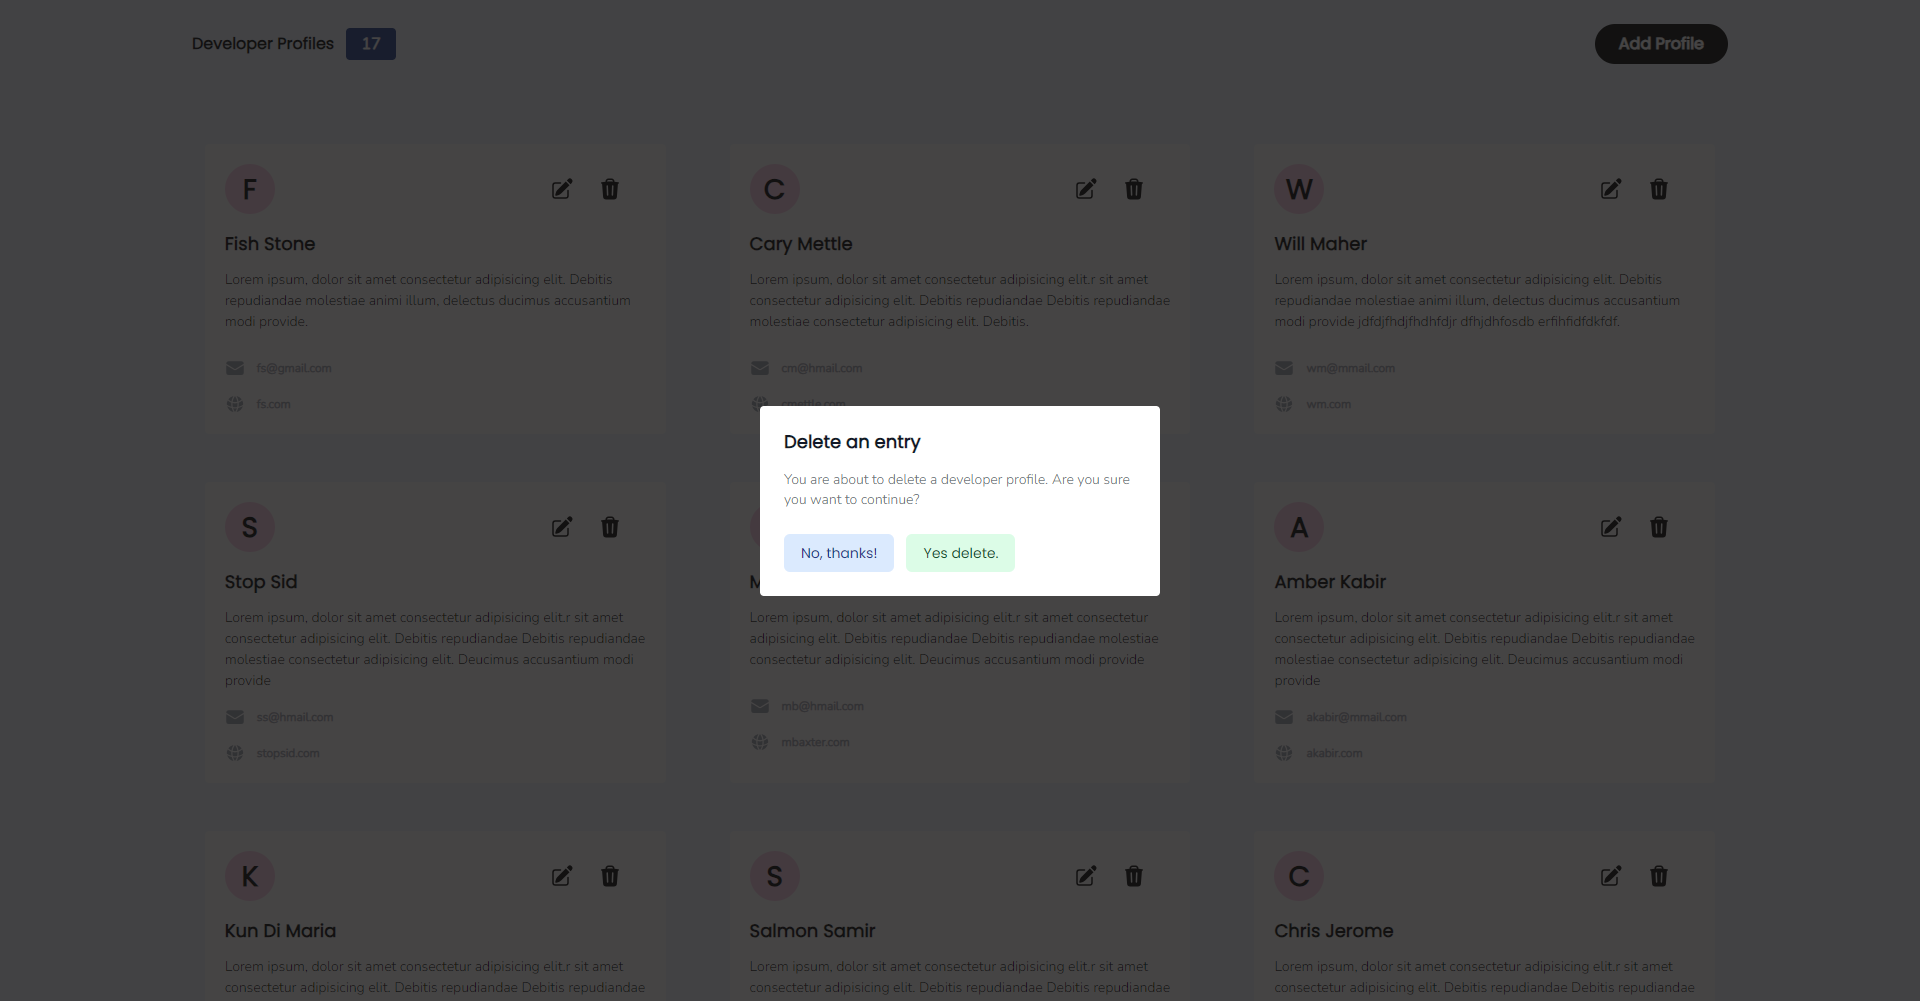 Developer Profiles 17
Add Profile
F
Fish Stone
Lorem ipsum, dolor sit amet consectetur adipisicing elit. Debitis
repudiandae molestiae animi illum, delectus ducimus accusantium
modi provide.
fs@gmail.com
fs.com
C
Cary Mettle
Lorem ipsum, dolor sit amet consectetur adipisicing elit.r sit amet
consectetur adipisicing elit. Debitis repudiandae Debitis repudiandae
molestiae consectetur adipisicing elit. Debitis.
cm@hmail.com
cmettle.com
W
Will Maher
Lorem ipsum, dolor sit amet consectetur adipisicing elit. Debitis
repudiandae molestiae animi illum, delectus ducimus accusantium
modi provide jdfdjfhdjfhdhfdjr dfhjdhfosdb erfihfidfdkfdf.
wm@mmail.com
wm.com
Delete an entry
You are about to delete a developer profile. Are you sure
you want to continue?
No, thanks!
Yes delete.
S
Stop Sid
Lorem ipsum, dolor sit amet consectetur adipisicing elit.r sit amet
consectetur adipisicing elit. Debitis repudiandae Debitis repudiandae
molestiae consectetur adipisicing elit. Deucimus accusantium modi
provide
ss@hmail.com
stopsid.com
Lorem ipsum, dolor sit amet adipisicing elit.r sit amet consectetur
adipisicing elit. Debitis repudiandae Debitis repudiandae molestiae
consectetur adipisicing elit. Deucimus accusantium modi provide
mb@hmail.com
mbaxter.com
A
Amber Kabir
Lorem ipsum, dolor sit amet consectetur adipisicing elit.r sit amet
consectetur adipisicing elit. Debitis repudiandae Debitis repudiandae
molestiae consectetur adipisicing elit. Deucimus accusantium modi
provide
akabir@mmail.com
akabir.com
K
Kun Di Maria
Lorem ipsum, dolor sit amet consectetur adipisicing elit.r sit amet
consectetur adipisicing elit. Debitis repudiandae Debitis repudiandae
S
Salmon Samir
Lorem ipsum, dolor sit amet consectetur adipisicing elit.r sit amet
consectetur adipisicing elit. Debitis repudiandae Debitis repudiandae
C
Chris Jerome
Lorem ipsum, dolor sit amet consectetur adipisicing elit.r sit amet
consectetur adipisicing elit. Debitis repudiandae Debitis repudiandae